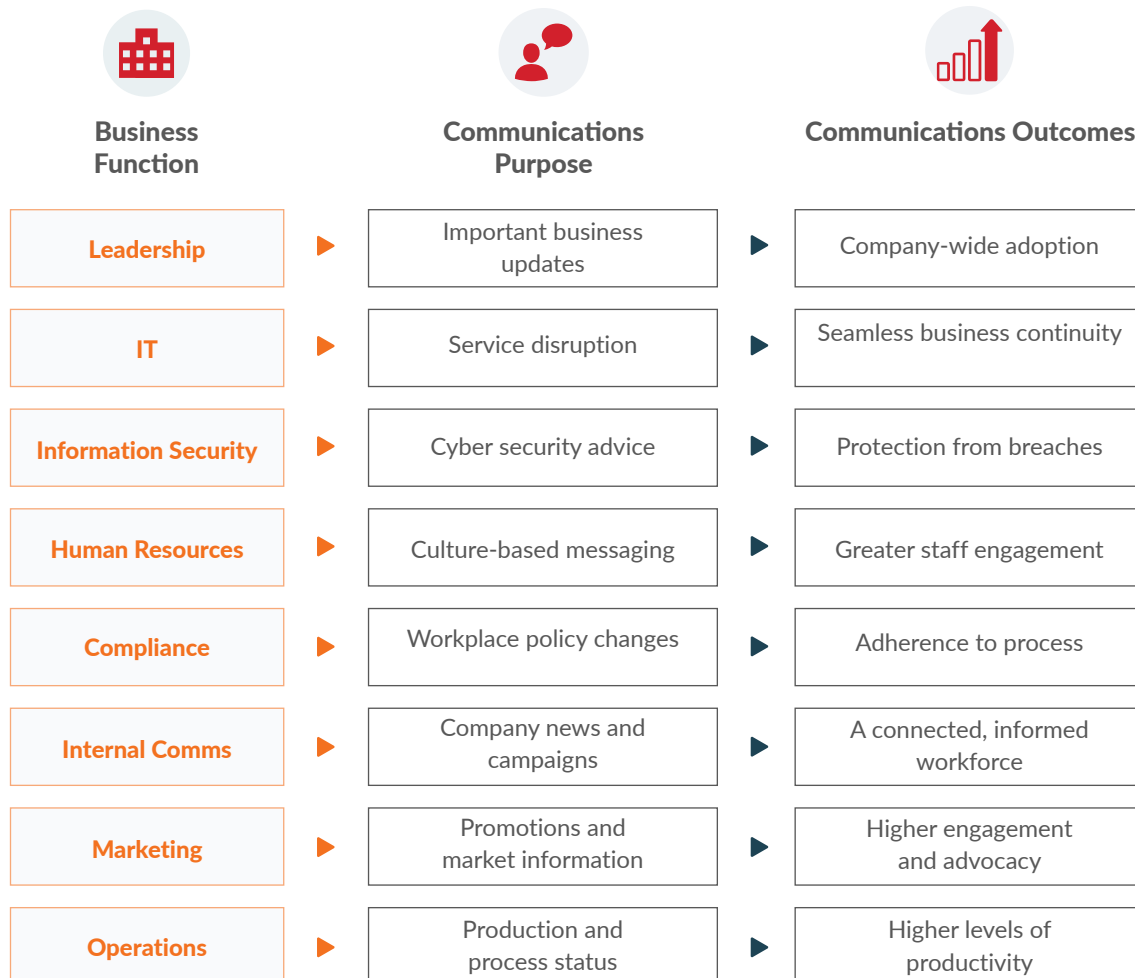 Business
Function
Communications
Purpose
Communications Outcomes
Leadership
Important business
updates
Company-wide adoption
IT
Service disruption
Seamless business continuity
Information Security
Cyber security advice
Protection from breaches
Human Resources
Culture-based messaging
Greater staff engagement
Compliance
Workplace policy changes
Adherence to process
Internal Comms
Company news and
campaigns
A connected, informed
workforce
Marketing
Promotions and
market information
Higher engagement
and advocacy
Operations
Production and
process status
Higher levels of
productivity